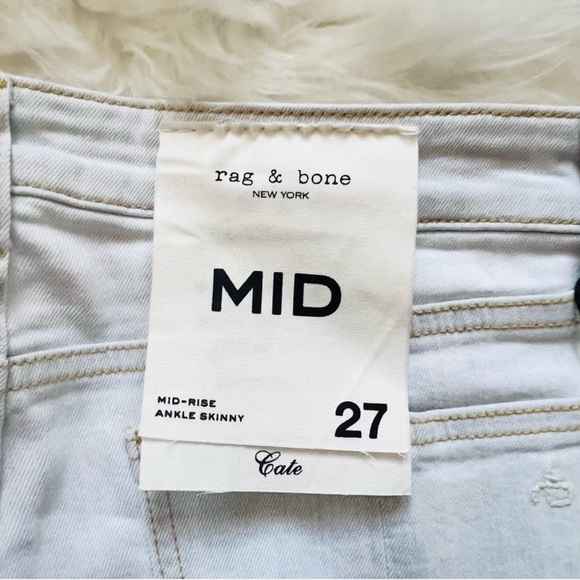 rag & bone
NEW YORK
MID
MID-RISE
ANKLE SKINNY
27
Cate